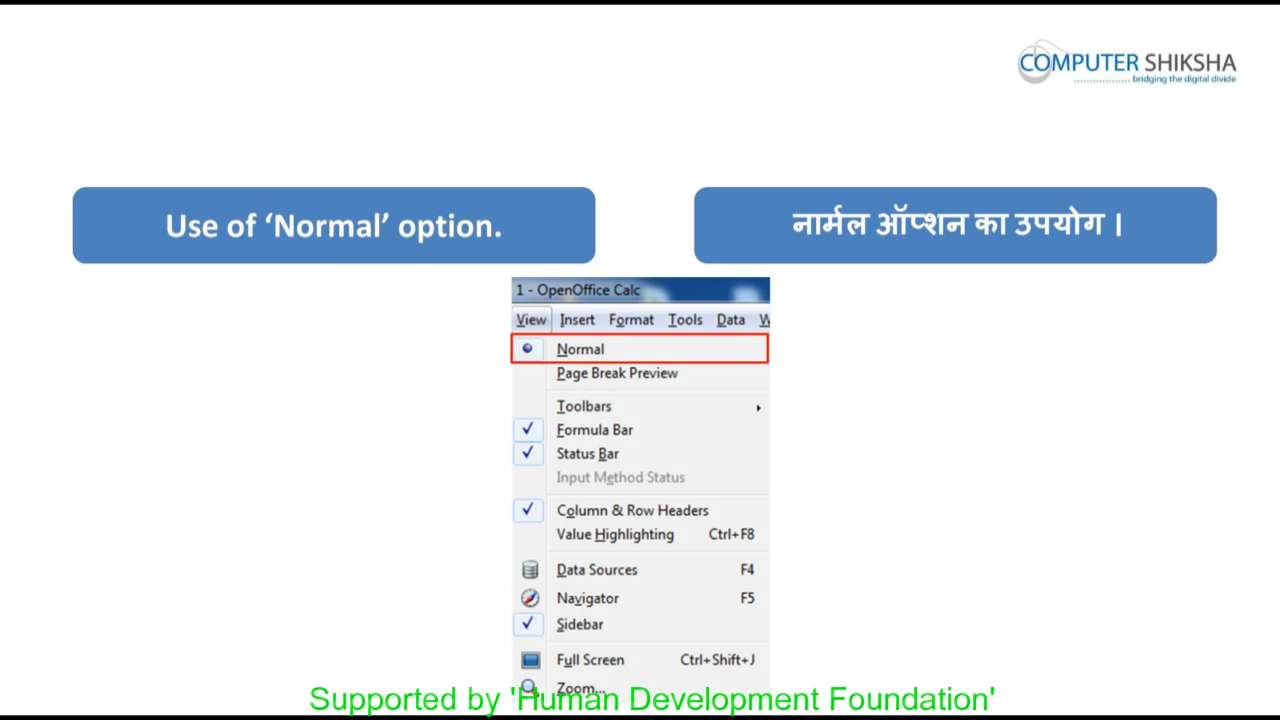 COMPUTER SHIKSHA
bridging the digital divide
Use of ‘Normal’ option.
नार्मल ऑप्शन का उपयोग ।
1 - OpenOffice Calc
View Insert Format Tools Data W
Normal
Page Break Preview
Toolbars
Formula Bar
Status Bar
Input Method Status
Column & Row Headers
Value Highlighting Ctrl+F8
Data Sources F4
Navigator F5
Sidebar
Full Screen Ctrl+Shift+J
Zoom...
Supported by 'Human Development Foundation'